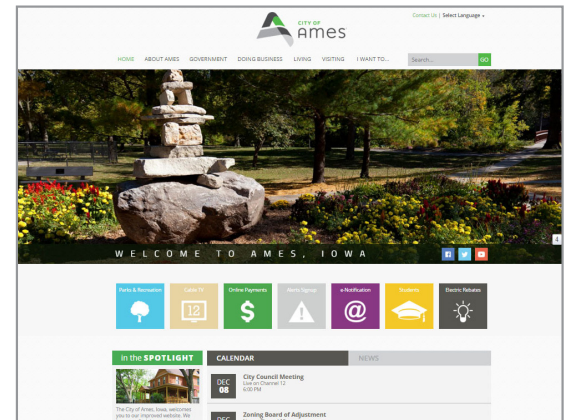 Contact Us | Select Language
CITY OF
Ames
HOME ABOUT AMES GOVERNMENT DOING BUSINESS LIVING VISITING I WANT TO...
Search... GO
4
WELCOME TO AMES, IOWA
Parks & Recreation Cable TV Online Payments Alerts Signup e-Notification Students Electric Rebates
12 $ ! @
in the SPOTLIGHT CALENDAR NEWS
DEC
08
City Council Meeting
Live on Channel 12
6:00 PM
The City of Ames, Iowa, welcomes
you to our improved website. We
DEC
Zoning Board of Adjustment